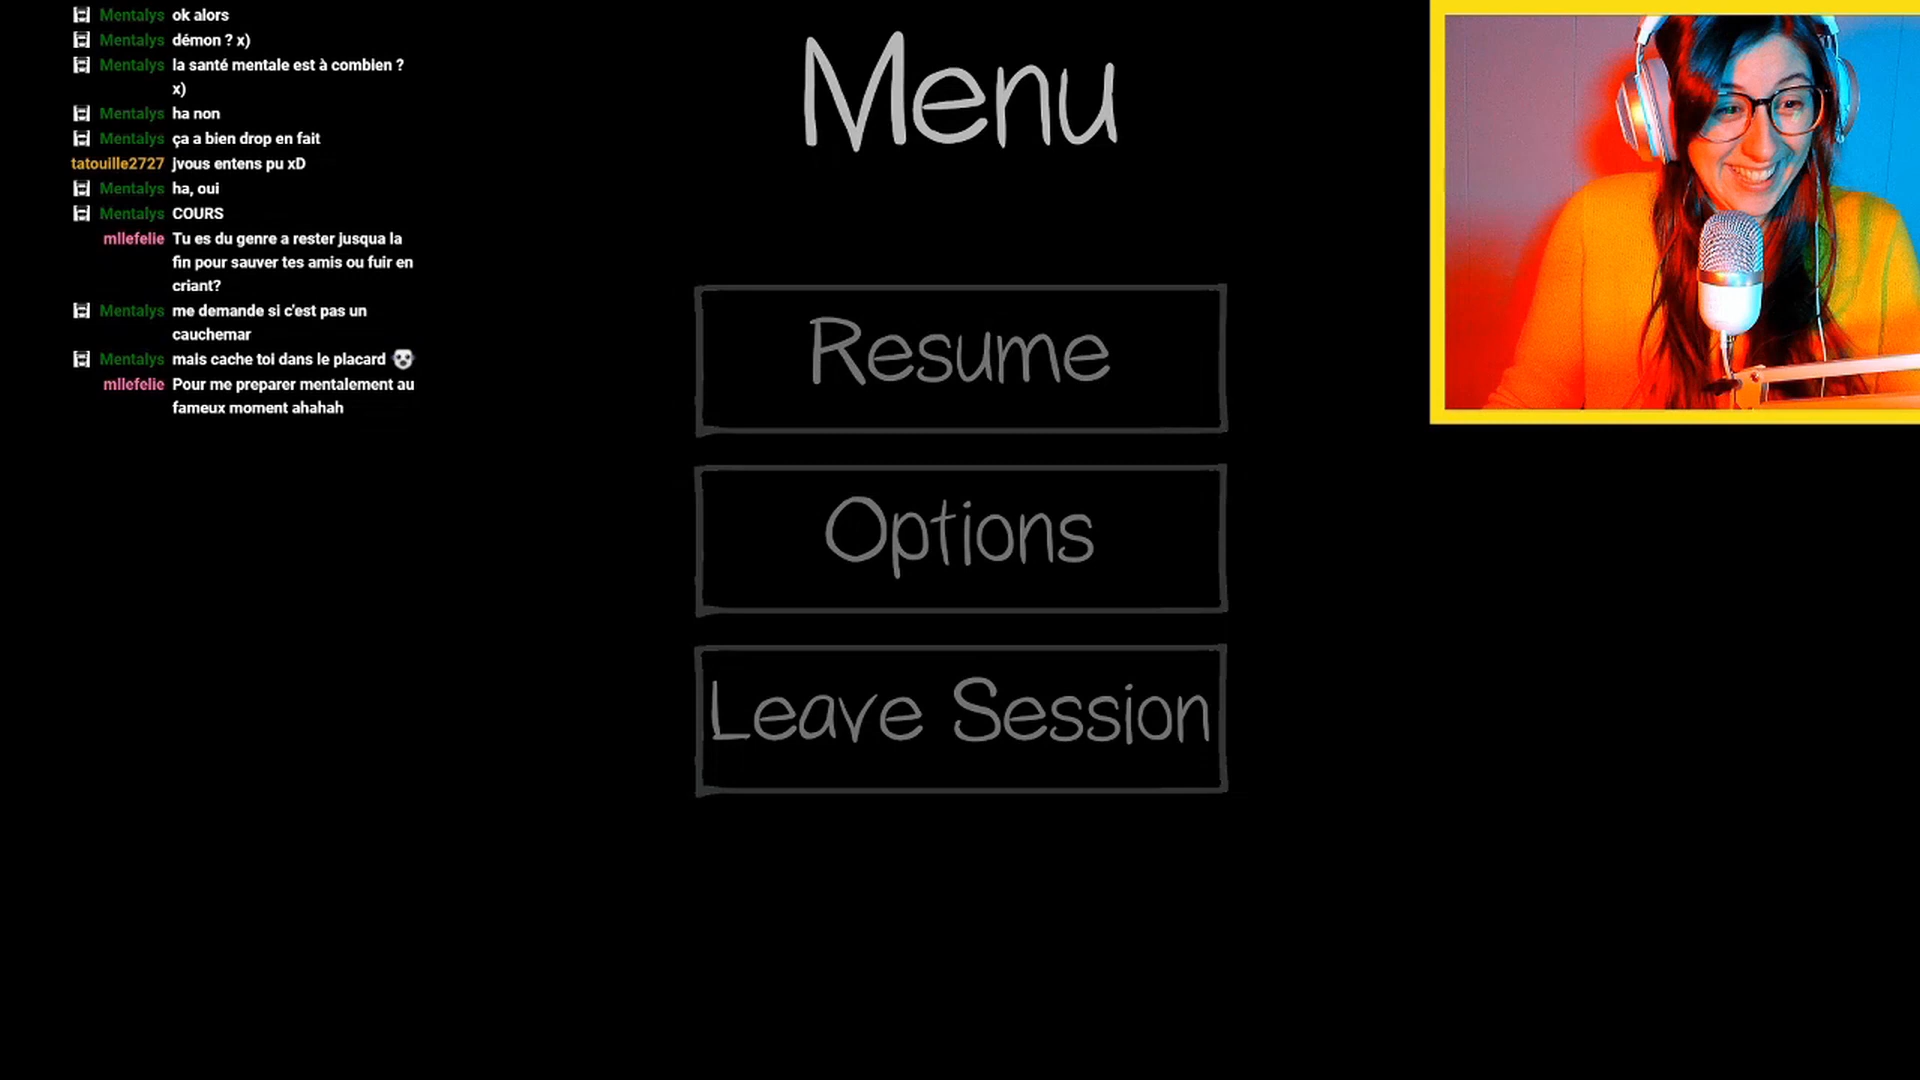 Mentalys ok alors
Mentalys démon ? x)
Mentalys la santé mentale est à combien ?
x)
Mentalys ha non
Mentalys ça a bien drop en fait
tatouille2727 jvous entens pu xD
Mentalys ha, oui
Mentalys COURS
mllefelie Tu es du genre a rester jusqua la
fin pour sauver tes amis ou fuir en
criant?
Mentalys me demande si c'est pas un
cauchemar
Mentalys mais cache toi dans le placard
mllefelie Pour me preparer mentalement au
fameux moment ahahah
Menu
Resume
Options
Leave Session